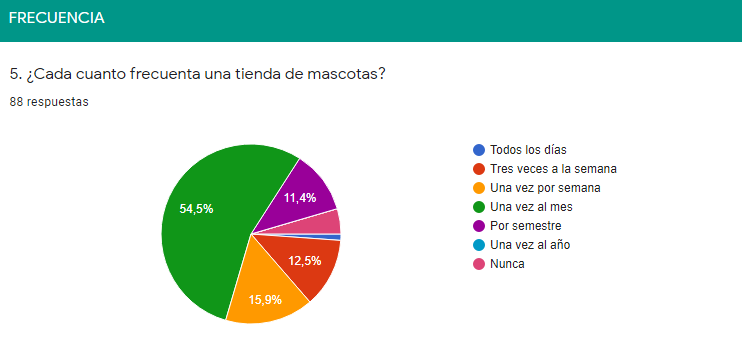 FRECUENCIA
5. ¿Cada cuanto frecuenta una tienda de mascotas?
88 respuestas
54,5%
11,4%
12,5%
15,9%
Todos los días
Tres veces a la semana
Una vez por semana
Una vez al mes
Por semestre
Una vez al año
Nunca